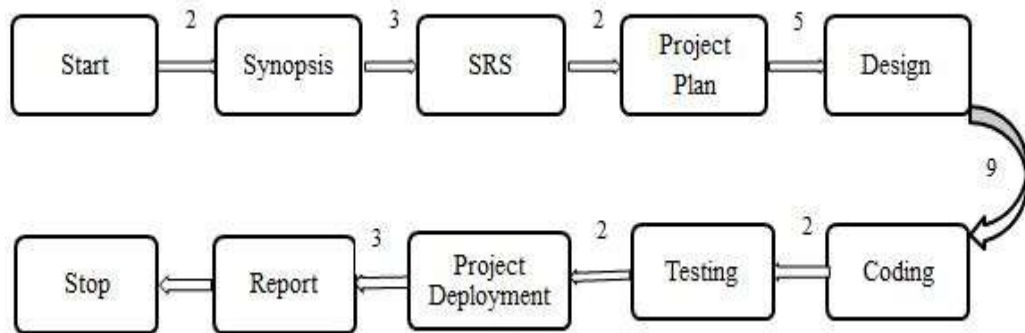 2
3
2
5
Start
Synopsis
SRS
Project
Plan
Design
9
3
2
2
Stop
Report
Project
Deployment
Testing
Coding